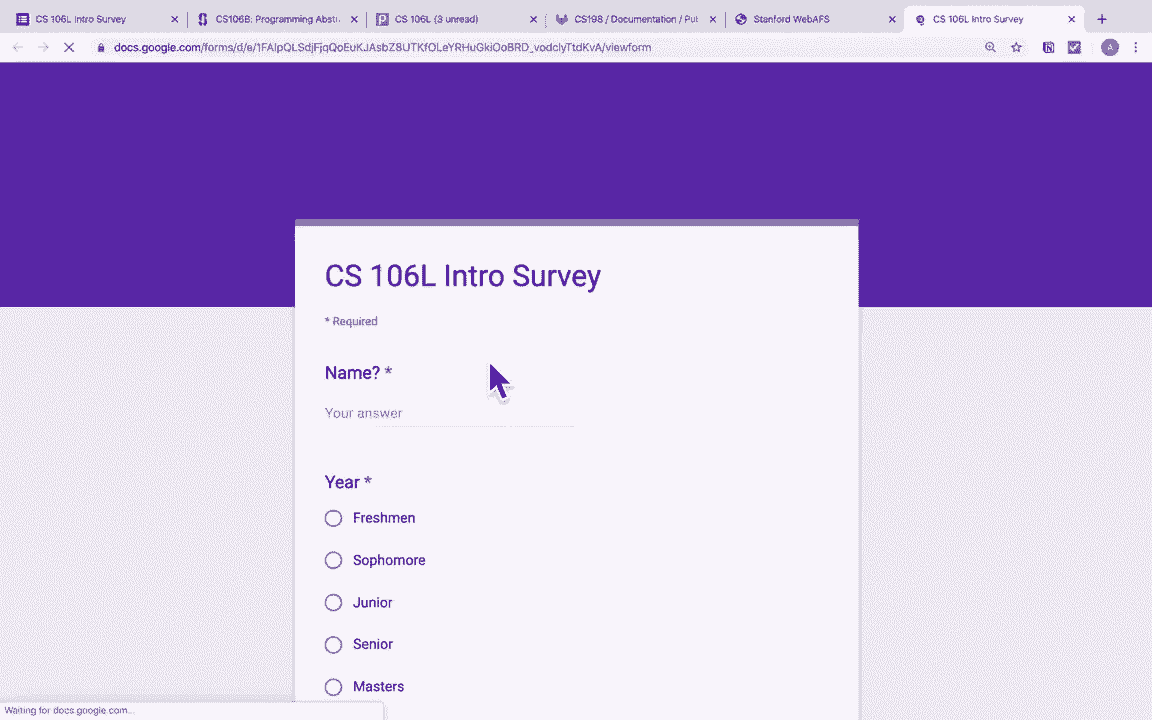 CS 106L Intro Survey
CS106B: Programming Abstr
CS 106L (3 unread)
CS198 / Documentation / Pub
Stanford WebAFS
CS 106L Intro Survey
docs.google.com/forms/d/e/
/viewform
A
CS 106L Intro Survey
* Required
Name? *
Your answer
Year *
Freshmen
Sophomore
Junior
Senior
Masters
Waiting for docs.google.com...